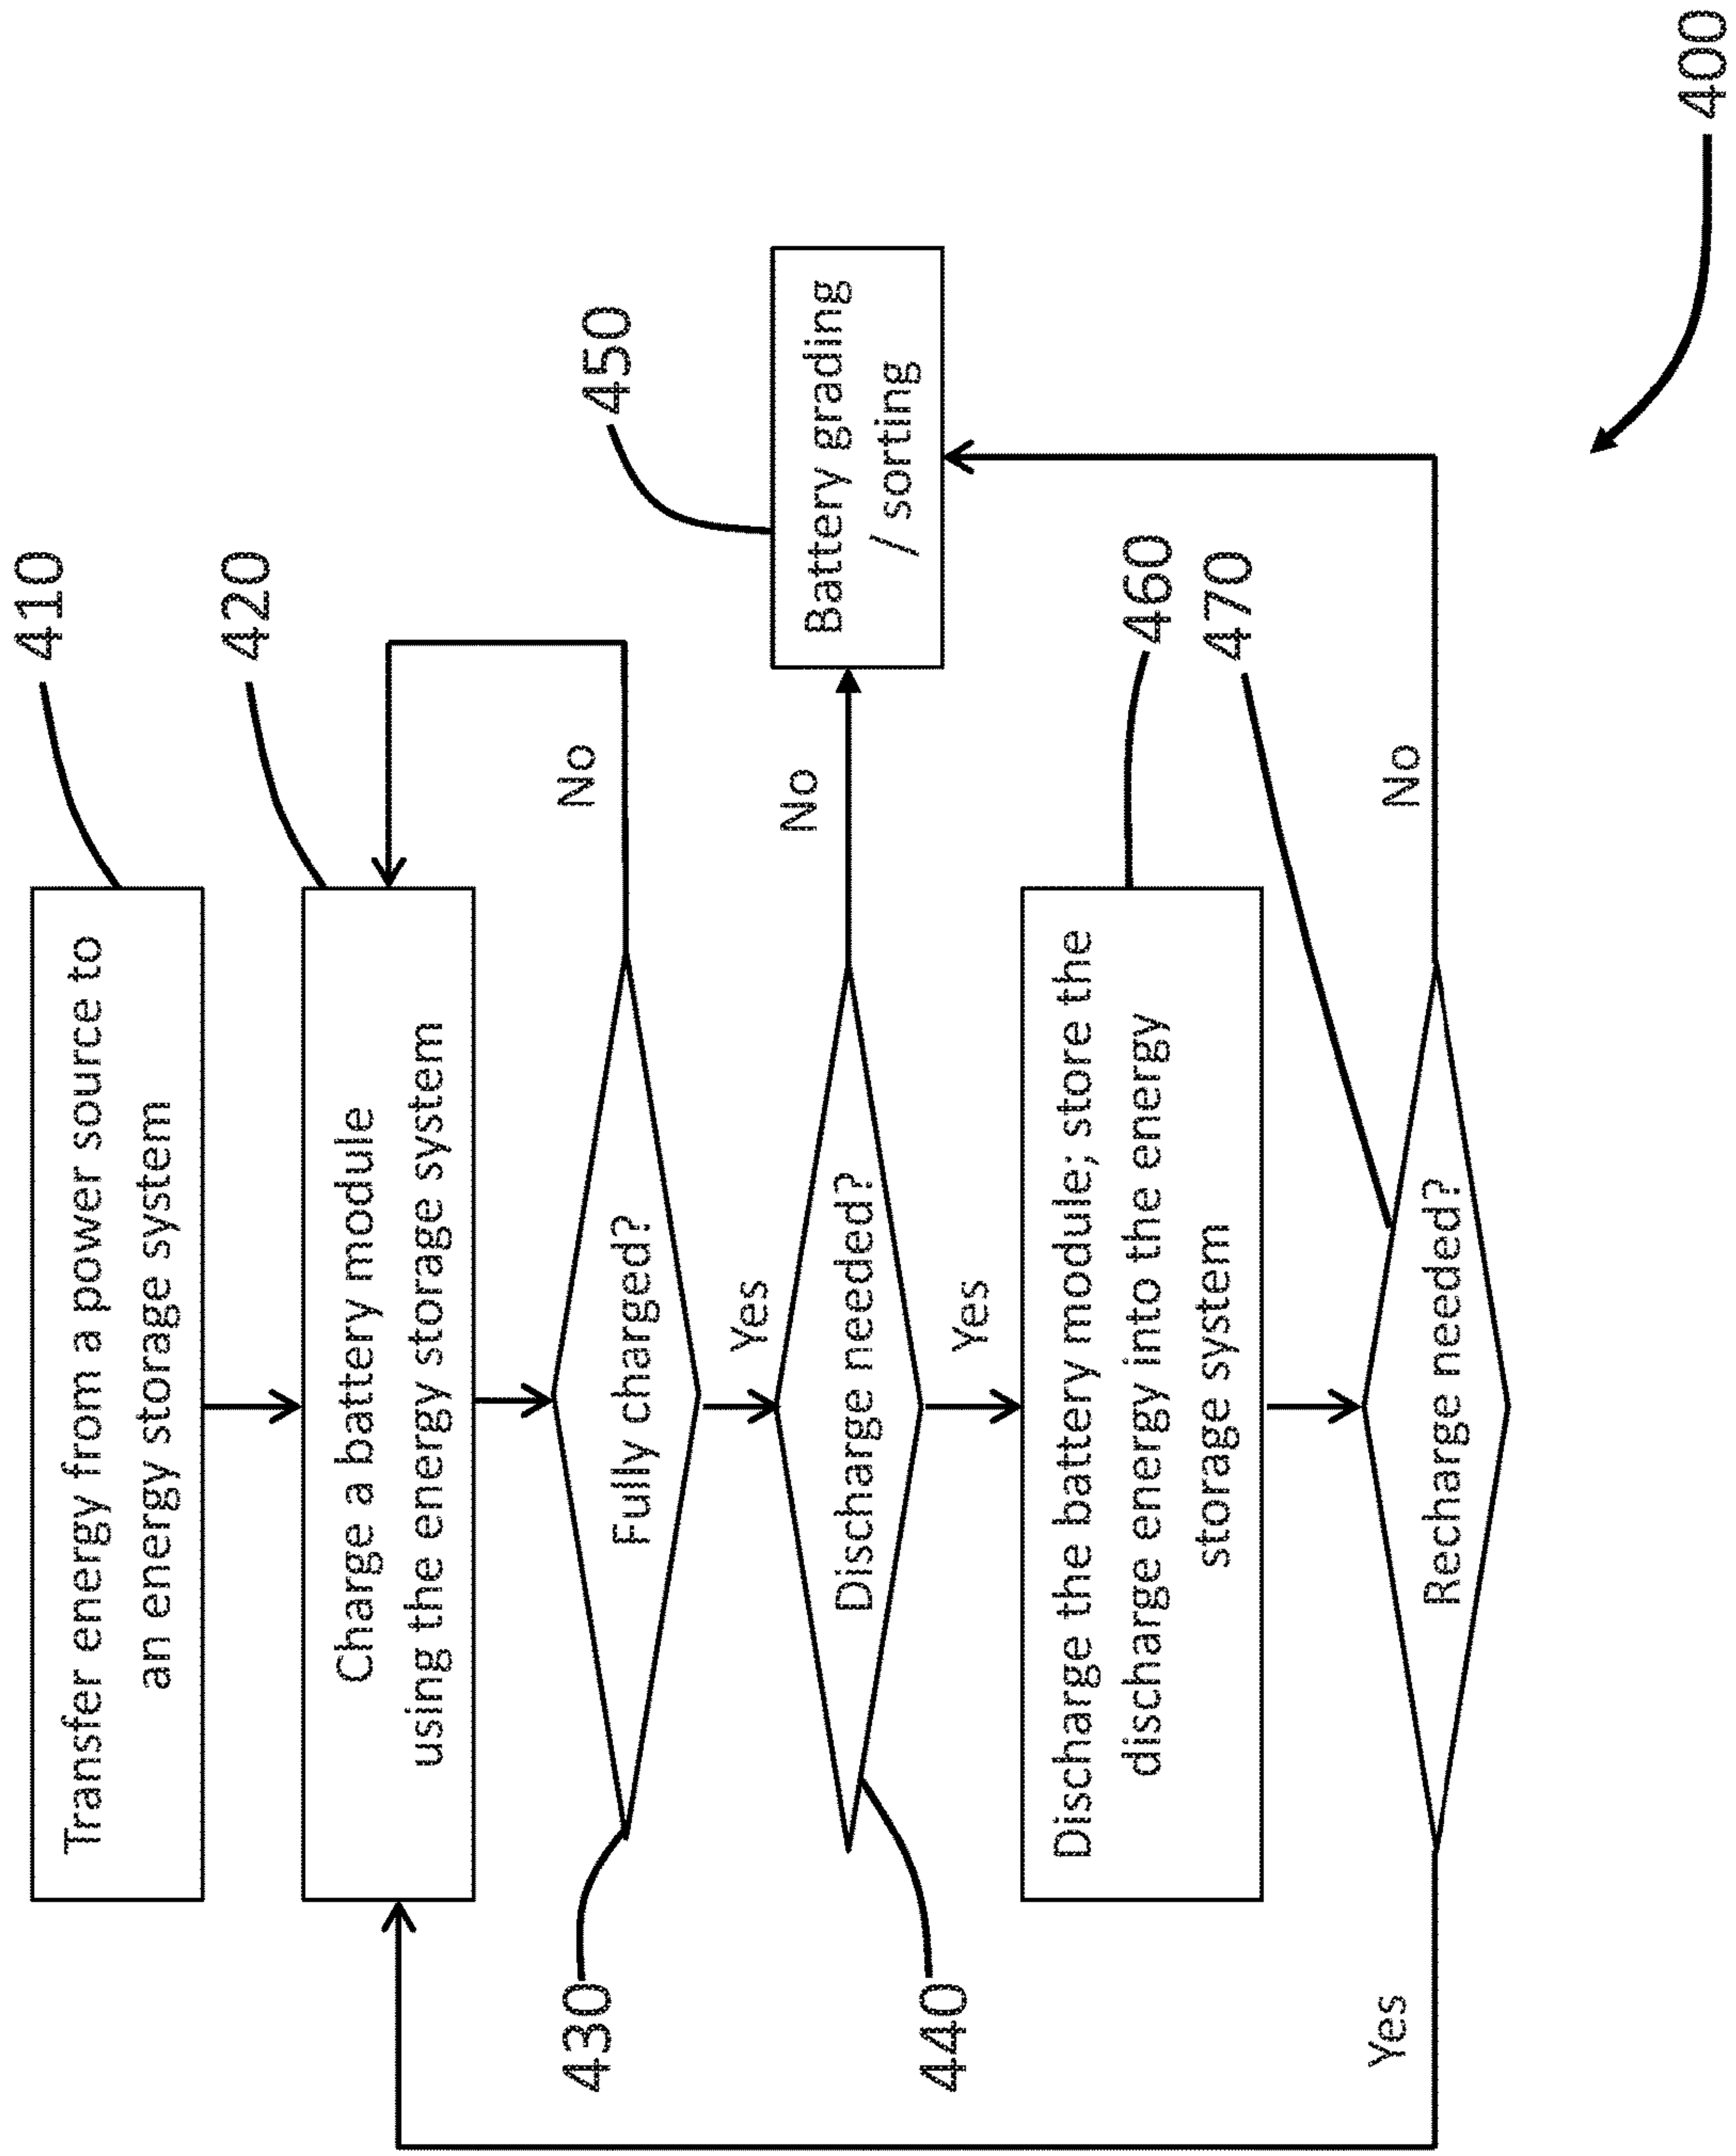 410
Transfer energy from a power source to
an energy storage system
420
Charge a battery module
using the energy storage system
No
430
Fully charged?
Yes
450
Battery grading
/ sorting
No
440
Discharge needed?
Yes
460
Discharge the battery module; store the
discharge energy into the energy
storage system
470
Yes
Recharge needed?
No
400